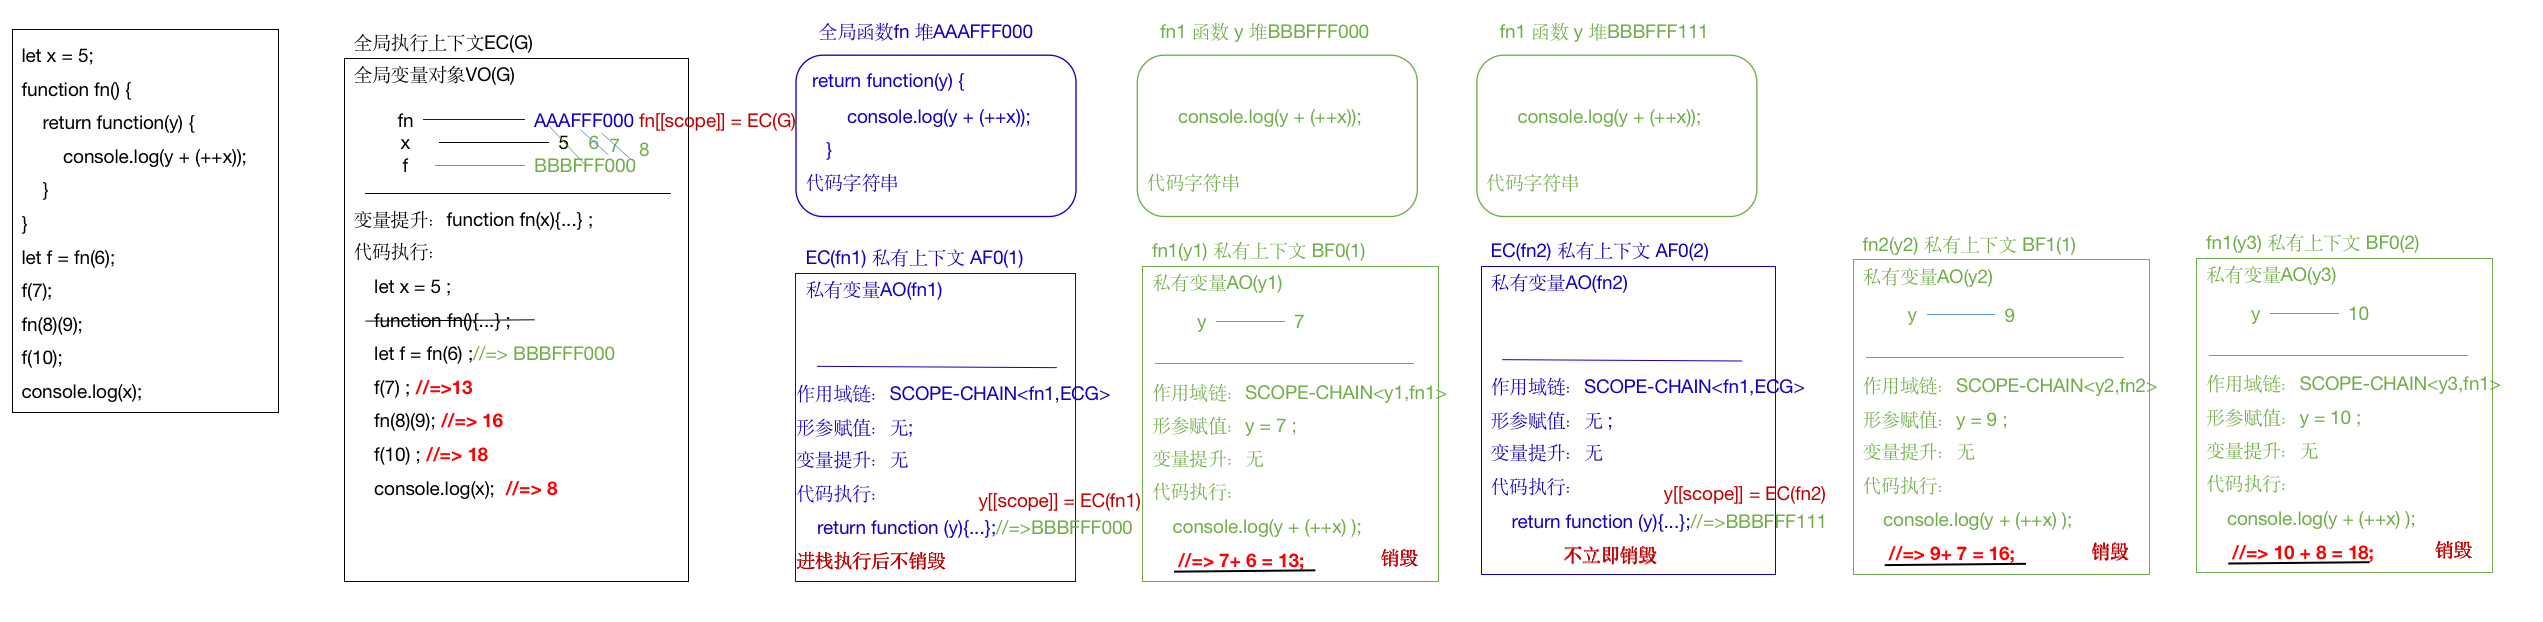 let x = 5;
function fn() {
return function(y) {
console.log(y + (++x));
}
}
let f = fn(6);
f(7);
fn(8)(9);
f(10);
console.log(x);
全局执行上下文EC(G)
全局变量对象VO(G)
fn AAAFFF000 fn[[scope]] = EC(G)
x 5 6 7 8
f BBBFFF000
变量提升: function fn(x){...} ;
代码执行:
let x = 5 ;
function fn(){...} ;
let f = fn(6) ;//=> BBBFFF000
f(7) ; //=>13
fn(8)(9); //=> 16
f(10) ; //=> 18
console.log(x); //=> 8
全局函数fn 堆AAAFFF000
return function(y) {
console.log(y + (++x));
}
代码字符串
fn1 函数 y 堆BBBFFF000
console.log(y + (++x));
代码字符串
fn1 函数 y 堆BBBFFF111
console.log(y + (++x));
代码字符串
EC(fn1) 私有上下文 AF0(1)
私有变量AO(fn1)
作用域链: SCOPE-CHAIN<fn1,ECG>
形参赋值: 无;
变量提升: 无
代码执行:
y[[scope]] = EC(fn1)
return function (y){...};//=>BBBFFF000
进栈执行后不销毁
fn1(y1) 私有上下文 BF0(1)
私有变量AO(y1)
y 7
作用域链: SCOPE-CHAIN<y1,fn1>
形参赋值: y = 7 ;
变量提升: 无
代码执行:
console.log(y + (++x) );
//=> 7+ 6 = 13; 销毁
EC(fn2) 私有上下文 AF0(2)
私有变量AO(fn2)
作用域链: SCOPE-CHAIN<fn1,ECG>
形参赋值: 无 ;
变量提升: 无
代码执行:
y[[scope]] = EC(fn2)
return function (y){...};//=>BBBFFF111
不立即销毁
fn2(y2) 私有上下文 BF1(1)
私有变量AO(y2)
y 9
作用域链: SCOPE-CHAIN<y2,fn2>
形参赋值: y = 9 ;
变量提升: 无
代码执行:
console.log(y + (++x) );
//=> 9+ 7 = 16; 销毁
fn1(y3) 私有上下文 BF0(2)
私有变量AO(y3)
y 10
作用域链: SCOPE-CHAIN<y3,fn1>
形参赋值: y = 10 ;
变量提升: 无
代码执行:
console.log(y + (++x) );
//=> 10 + 8 = 18; 销毁